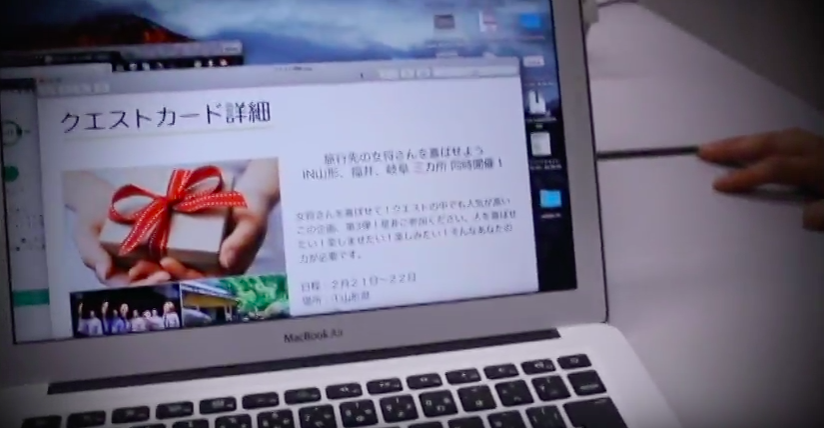 クエストカード詳細
旅行先の女将さんを喜ばせよう
IN山形、福井、岐阜 三カ所 同時開催！
女将さんを喜ばせて！クエストの中でも人気が高い
この企画、第3弾！是非ご参加ください。人を喜ばせ
たい！楽しませたい！楽しみたい！そんなあなたの
力が必要です。
日程：２月２１日～２２日
場所：①山形県
MacBook Air